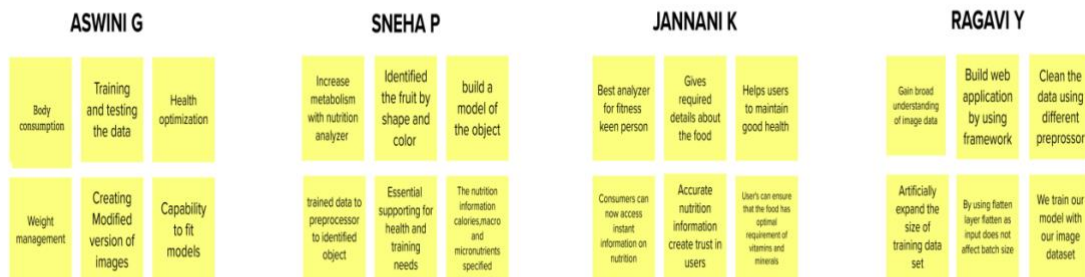 ASWINI G
Body
consumption
Training
and testing
the data
Health
optimization
Weight
management
Creating
Modified
version of
images
Capability
to fit
models
SNEHA P
Increase
metabolism
with nutrition
analyzer
Identified
the fruit by
shape and
color
build a
model of
the object
trained data to
preprocessor
to identified
object
Essential
supporting for
health and
training
needs
The nutrition
information
calories,macro
and
micronutrients
specified
JANNANI K
Best analyzer
for fitness
keen person
Gives
required
details about
the food
Helps users
to maintain
good health
Consumers can
now access
instant
information on
nutrition
Accurate
nutrition
information
create trust in
users
User's can ensure
that the food has
optimal
requirement of
vitamins and
minerals
RAGAVI Y
Gain broad
understanding
of image data
Build web
application
by using
framework
Clean the
data using
different
preprossor
Artificially
expand the
size of
training data
set
By using flatten
layer flatten as
input does not
affect batch size
We train our
model with
our image
dataset